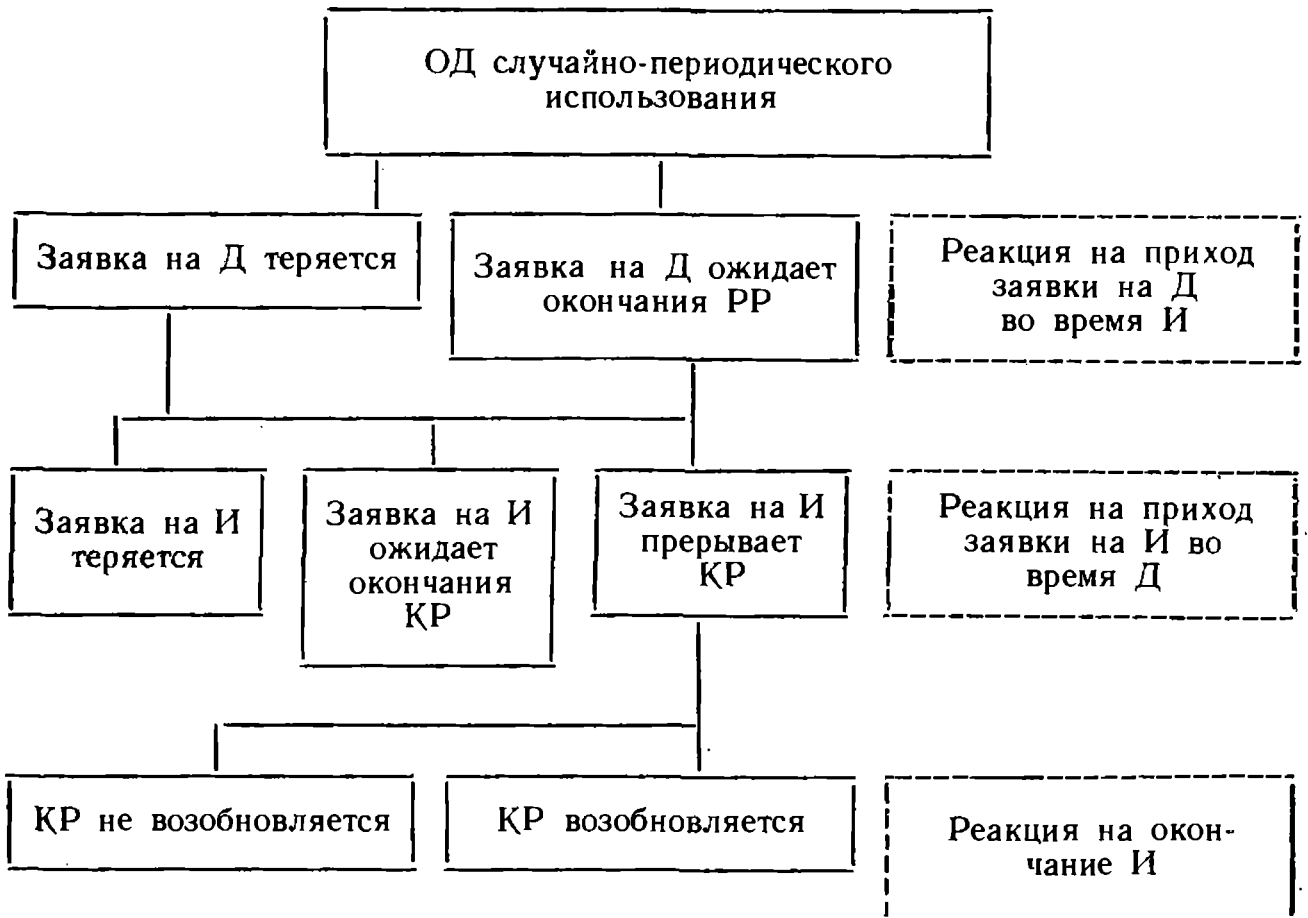 ОД случайно-периодического
использования
Заявка на Д теряется
Заявка на Д ожидает
окончания РР
Реакция на приход
заявки на Д
во время И
Заявка на И
теряется
Заявка на И
ожидает
окончания
КР
Заявка на И
прерывает
КР
Реакция на приход
заявки на И во
время Д
КР не возобновляется
КР возобновляется
Реакция на окон-
чание И